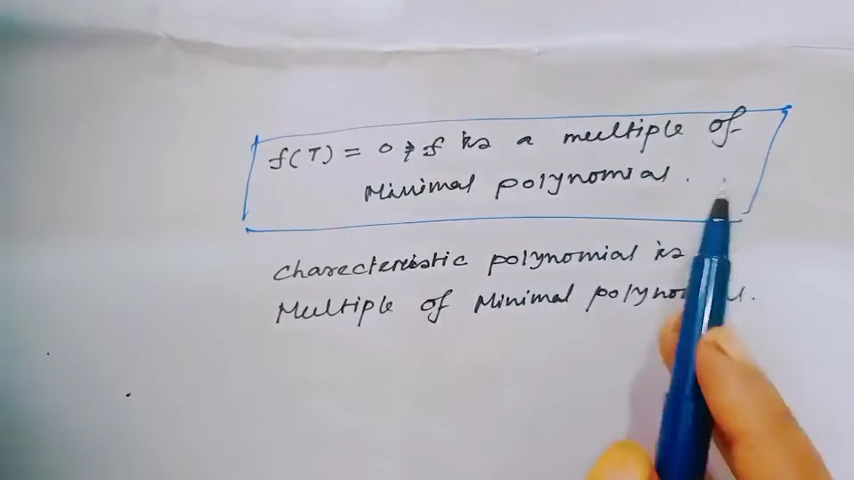 f(T) = 0 ; f is a multiple of
Minimal polynomial.
charecteristic polynomial is
Multiple of Minimal